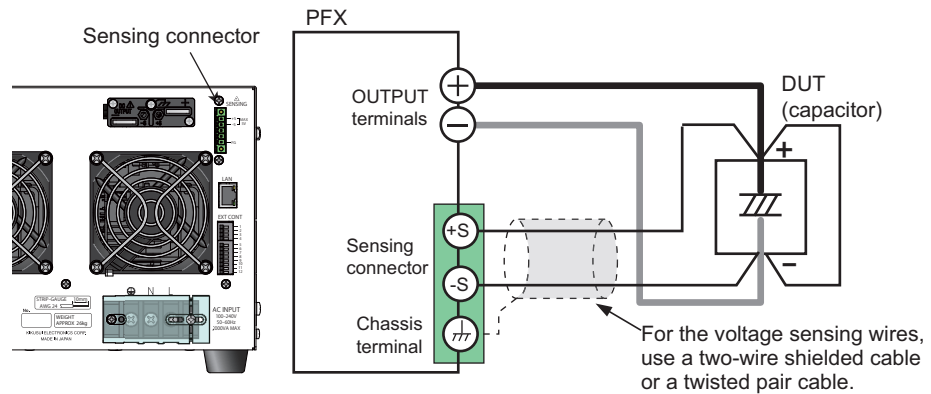 Sensing connector
SENSING
LAN
EXT CONT
STRIP-GAUGE 10mm
AWG 24
No.
WEIGHT
APPROX 26kg
KIKUSUI ELECTRONICS CORP.
MADE IN JAPAN
N L
AC INPUT
100-240V
50-60Hz
2000VA MAX
PFX
OUTPUT
terminals
+
−
DUT
(capacitor)
+
−
Sensing
connector
+S
-S
Chassis
terminal
For the voltage sensing wires,
use a two-wire shielded cable
or a twisted pair cable.